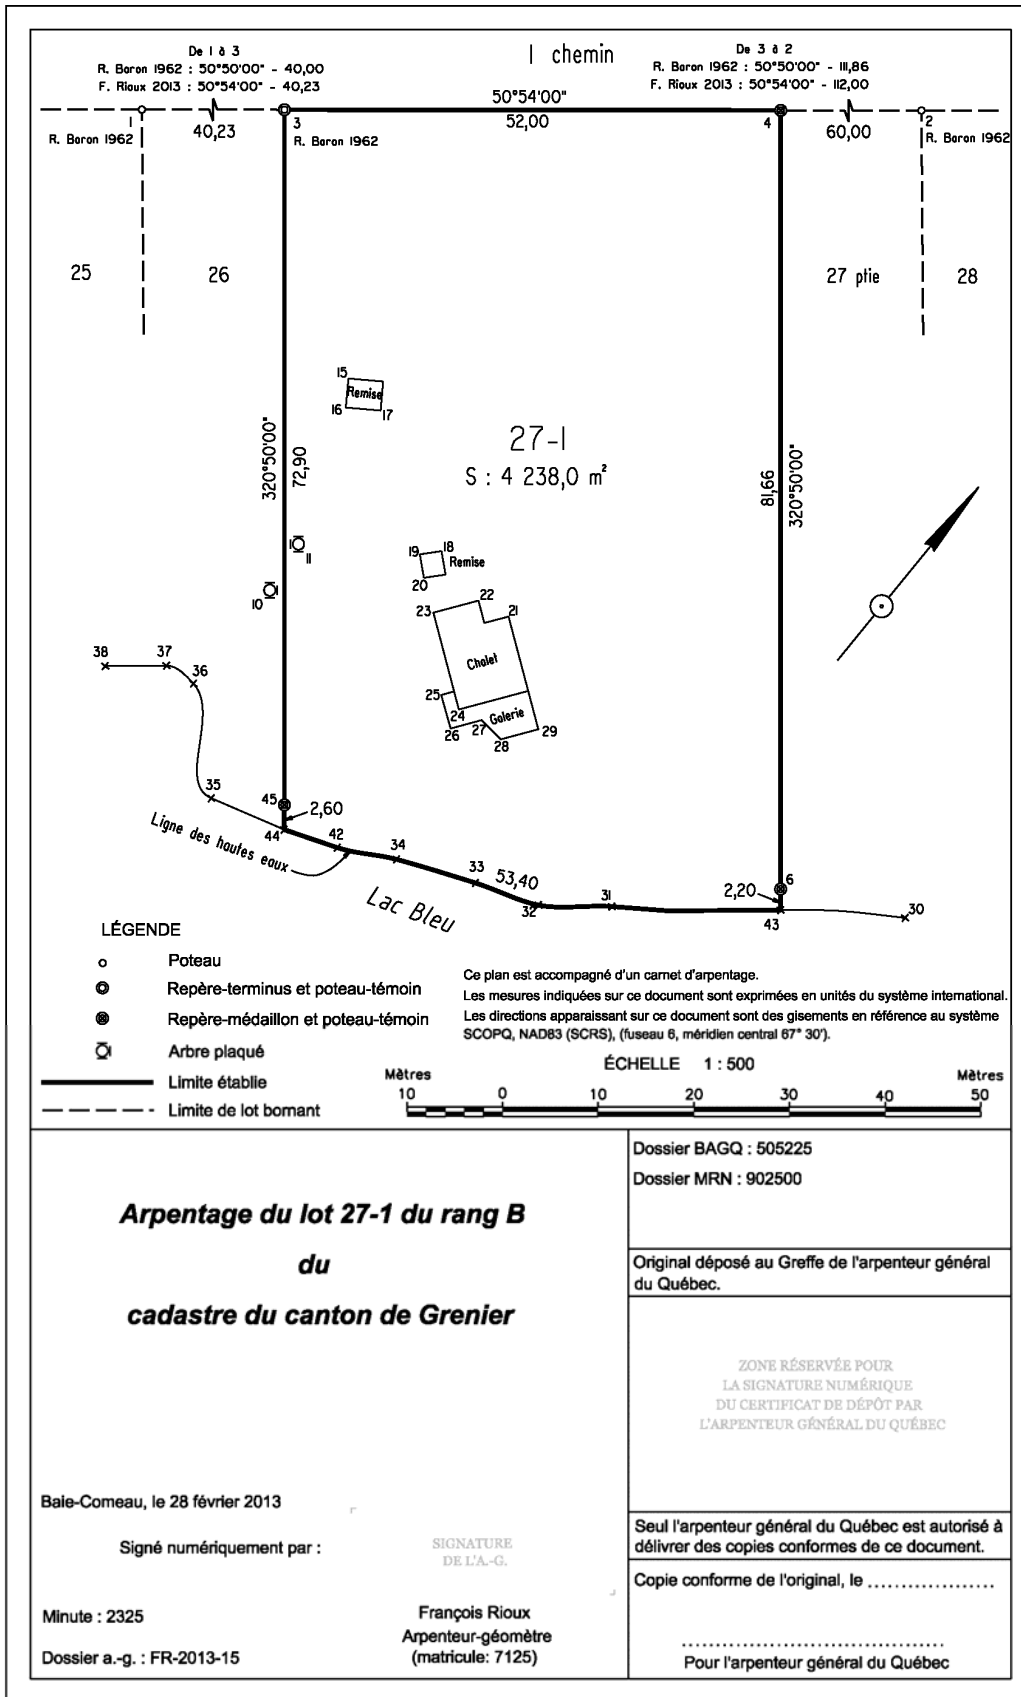 De 1 à 3
R. Baron 1962 : 50°50'00" - 40,00
F. Rioux 2013 : 50°54'00" - 40,23
1 chemin
De 3 à 2
R. Baron 1962 : 50°50'00" - 111,86
F. Rioux 2013 : 50°54'00" - 112,00
50°54'00"
1
40,23
3
52,00
4
60,00
2
R. Baron 1962
R. Baron 1962
R. Baron 1962
25
26
27 ptie
28
15
Remise
16
17
27-1
S : 4 238,0 m²
320°50'00"
72,90
81,66
320°50'00"
11
10
19
18
Remise
20
22
23
21
Chalet
38
37
36
25
24
Galerie
26
27
28
29
35
45
2,60
44
42
34
Ligne des hautes eaux
33
53,40
32
31
6
2,20
43
30
Lac Bleu
LÉGENDE
Poteau
Repère-terminus et poteau-témoin
Repère-médaillon et poteau-témoin
Arbre plaqué
Limite établie
Limite de lot bornant
Ce plan est accompagné d'un carnet d'arpentage.
Les mesures indiquées sur ce document sont exprimées en unités du système international.
Les directions apparaissant sur ce document sont des gisements en référence au système
SCOPQ, NAD83 (SCRS), (fuseau 6, méridien central 67° 30').
ÉCHELLE 1 : 500
Mètres
Mètres
10 0 10 20 30 40 50
Arpentage du lot 27-1 du rang B
du
cadastre du canton de Grenier
Baie-Comeau, le 28 février 2013
Signé numériquement par :
SIGNATURE
DE L'A.-G.
Minute : 2325
Dossier a.-g. : FR-2013-15
François Rioux
Arpenteur-géomètre
(matricule: 7125)
Dossier BAGQ : 505225
Dossier MRN : 902500
Original déposé au Greffe de l'arpenteur général
du Québec.
ZONE RÉSERVÉE POUR
LA SIGNATURE NUMÉRIQUE
DU CERTIFICAT DE DÉPÔT PAR
L'ARPENTEUR GÉNÉRAL DU QUÉBEC
Seul l'arpenteur général du Québec est autorisé à
délivrer des copies conformes de ce document.
Copie conforme de l'original, le ...................
.......................................
Pour l'arpenteur général du Québec